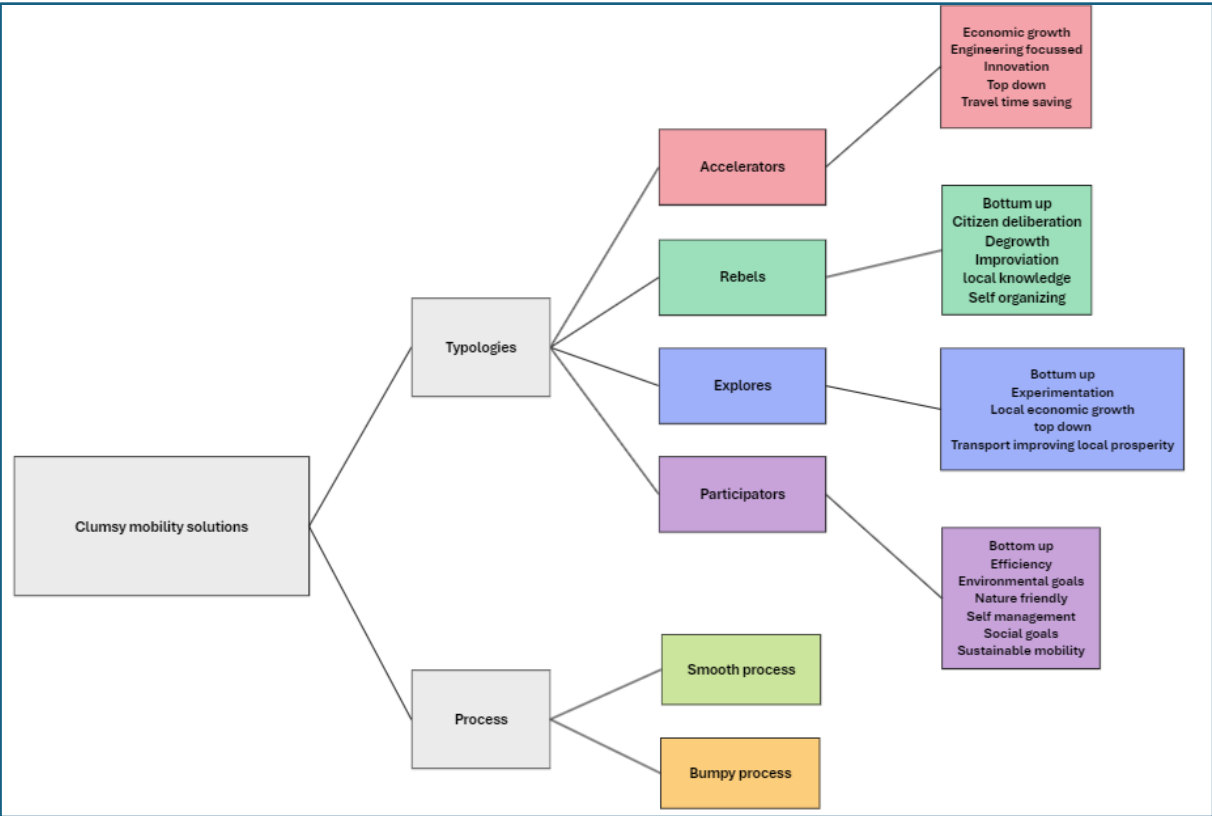 Clumsy mobility solutions
Typologies
Accelerators
Economic growth
Engineering focussed
Innovation
Top down
Travel time saving
Rebels
Bottum up
Citizen deliberation
Degrowth
Improviation
local knowledge
Self organizing
Explores
Bottum up
Experimentation
Local economic growth
top down
Transport improving local prosperity
Participators
Bottom up
Efficiency
Environmental goals
Nature friendly
Self management
Social goals
Sustainable mobility
Process
Smooth process
Bumpy process